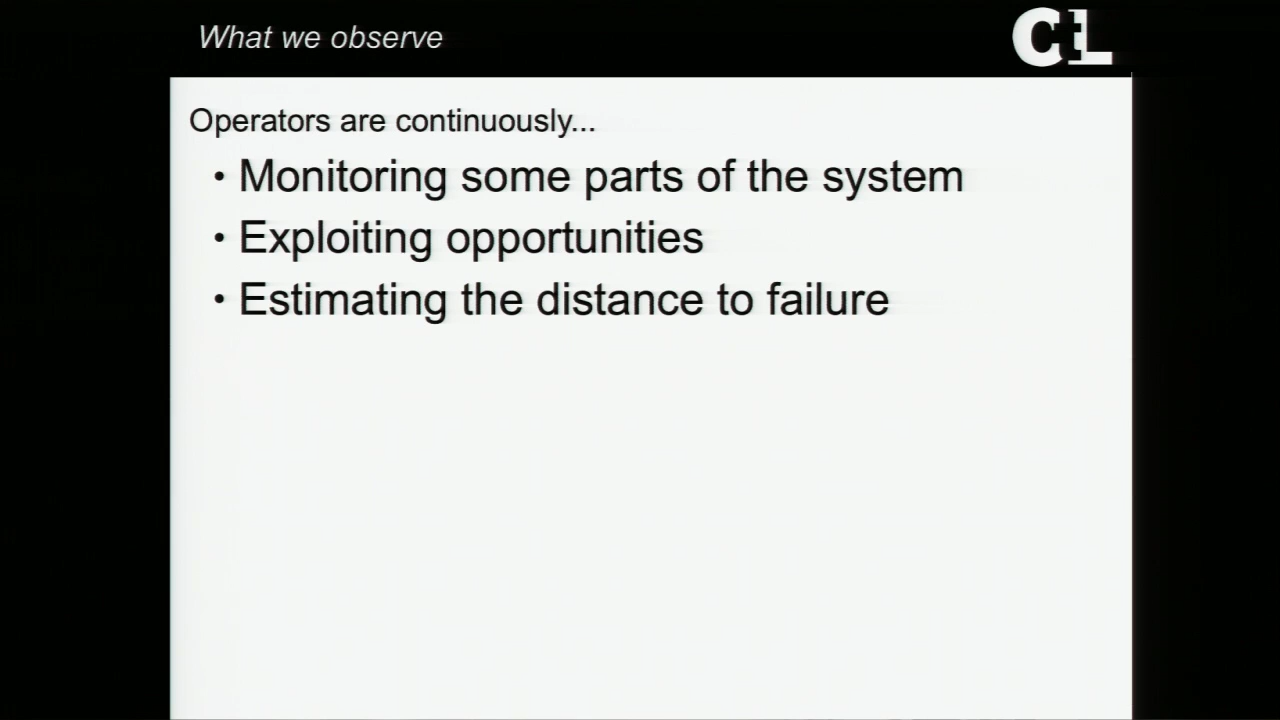 What we observe
CtL
Operators are continuously...
• Monitoring some parts of the system
• Exploiting opportunities
• Estimating the distance to failure